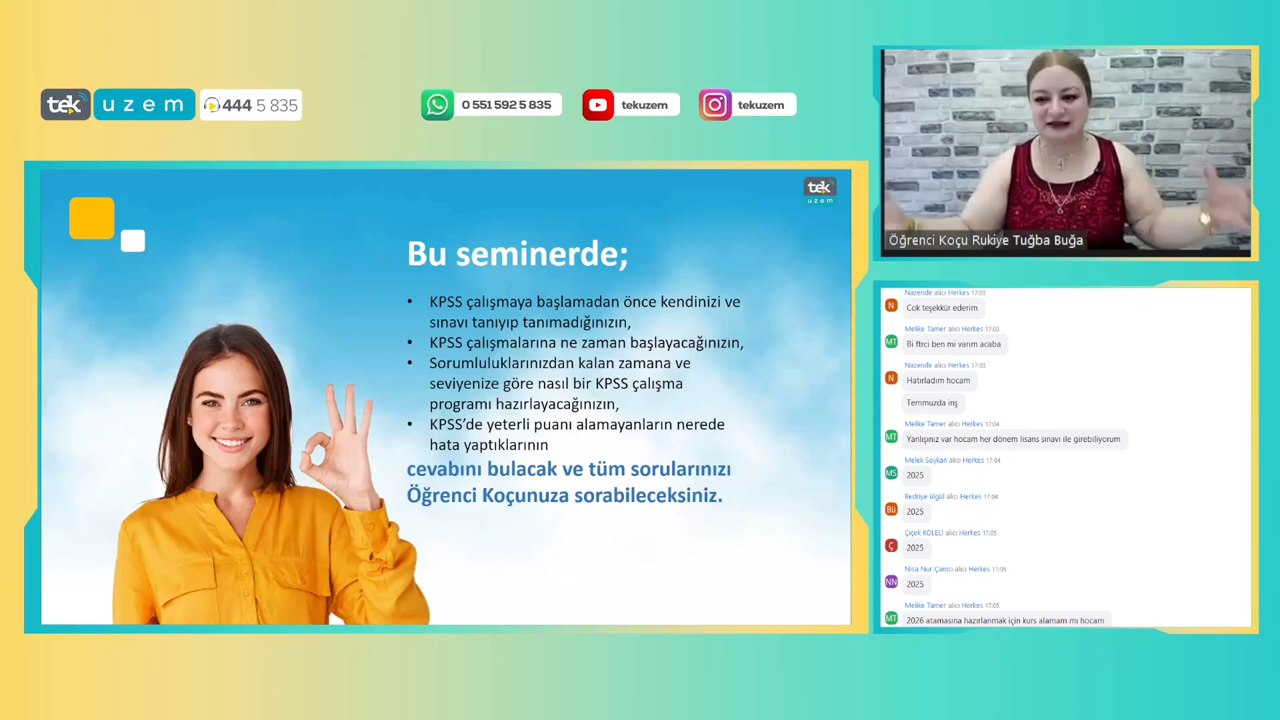 tek uzem 444 5 835
0 551 592 5 835
tekuzem
tekuzem
tek
uzem
Bu seminerde;
• KPSS çalışmaya başlamadan önce kendinizi ve
sınavı tanıyıp tanımadığınızın,
• KPSS çalışmalarına ne zaman başlayacağınızın,
• Sorumluluklarınızdan kalan zamana ve
seviyenize göre nasıl bir KPSS çalışma
programı hazırlayacağınızın,
• KPSS'de yeterli puanı alamayanların nerede
hata yaptıklarının
cevabını bulacak ve tüm sorularınızı
Öğrenci Koçunuza sorabileceksiniz.
Öğrenci Koçu Rukiye Tuğba Buğa
Nazende alıcı Herkes 17:03
N
Cok teşekkür ederim
Melike Tamer alıcı Herkes 17:03
MT
Bi ftrci ben mi varım acaba
Nazende alıcı Herkes 17:03
N
Hatırladım hocam
Temmuzda inş
Melike Tamer alıcı Herkes 17:04
MT
Yanlışınız var hocam her dönem lisans sınavı ile girebiliyorum
Melek Soykan alıcı Herkes 17:04
MS
2025
Bedriye ülgül alıcı Herkes 17:04
Bü
2025
Çiçek KÖLELİ alıcı Herkes 17:05
Ç
2025
Nisa Nur Çamcı alıcı Herkes 17:05
NN
2025
Melike Tamer alıcı Herkes 17:05
MT
2026 atamasına hazırlanmak için kurs alamam mı hocam